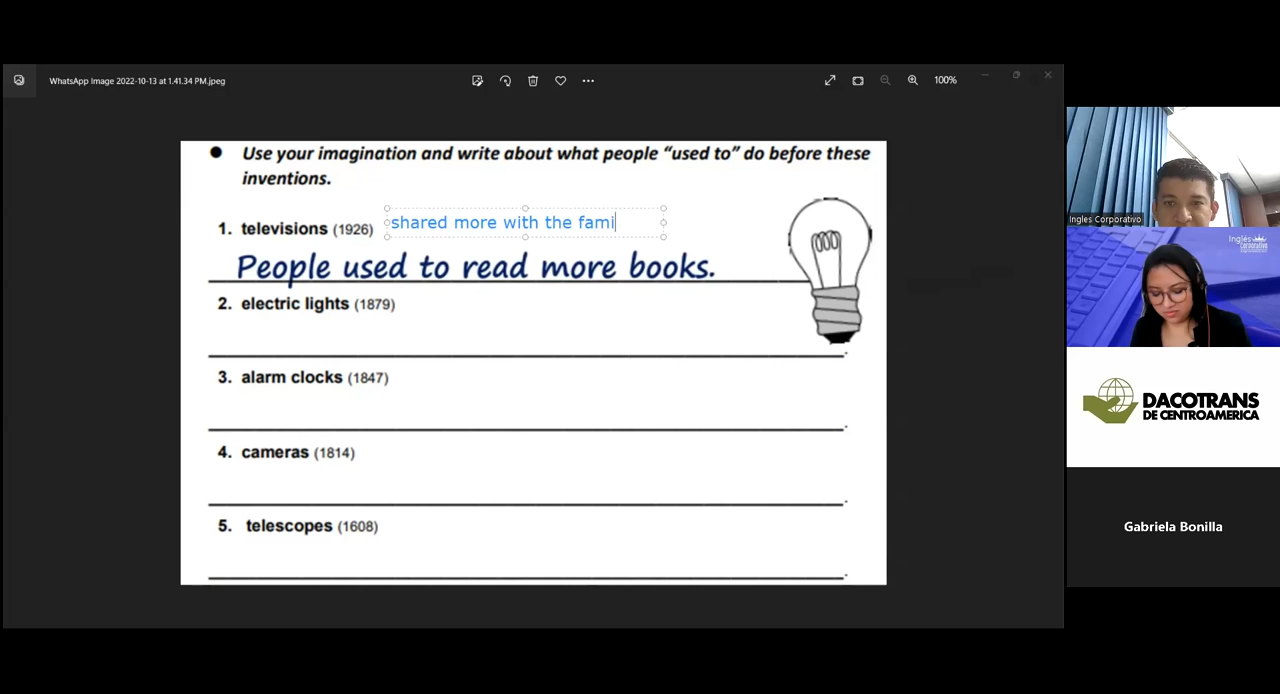 WhatsApp Image 2022-10-13 at 1.41.34 PM.jpeg
100%
● Use your imagination and write about what people “used to” do before these
inventions.
1. televisions (1926) shared more with the fami
People used to read more books.
2. electric lights (1879)
3. alarm clocks (1847)
4. cameras (1814)
5. telescopes (1608)
Ingles Corporativo
Inglés
Corporativo
DACOTRANS
DE CENTROAMERICA
Gabriela Bonilla